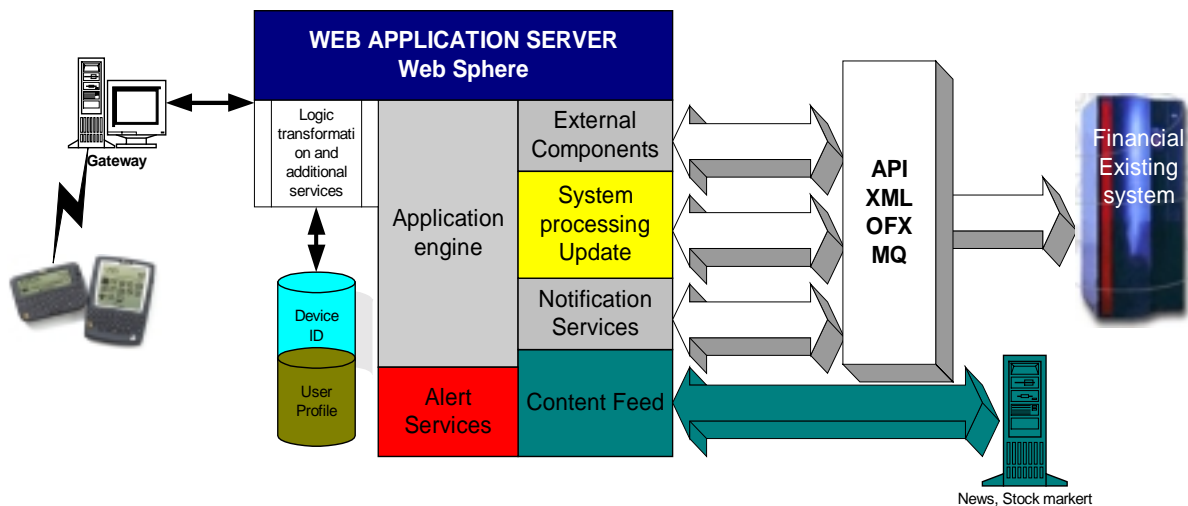 WEB APPLICATION SERVER
Web Sphere
Gateway
Logic
transformati
on and
additional
services
Application
engine
External
Components
System
processing
Update
Notification
Services
Alert
Services
Content Feed
Device
ID
User
Profile
API
XML
OFX
MQ
Financial
Existing
system
News, Stock markert